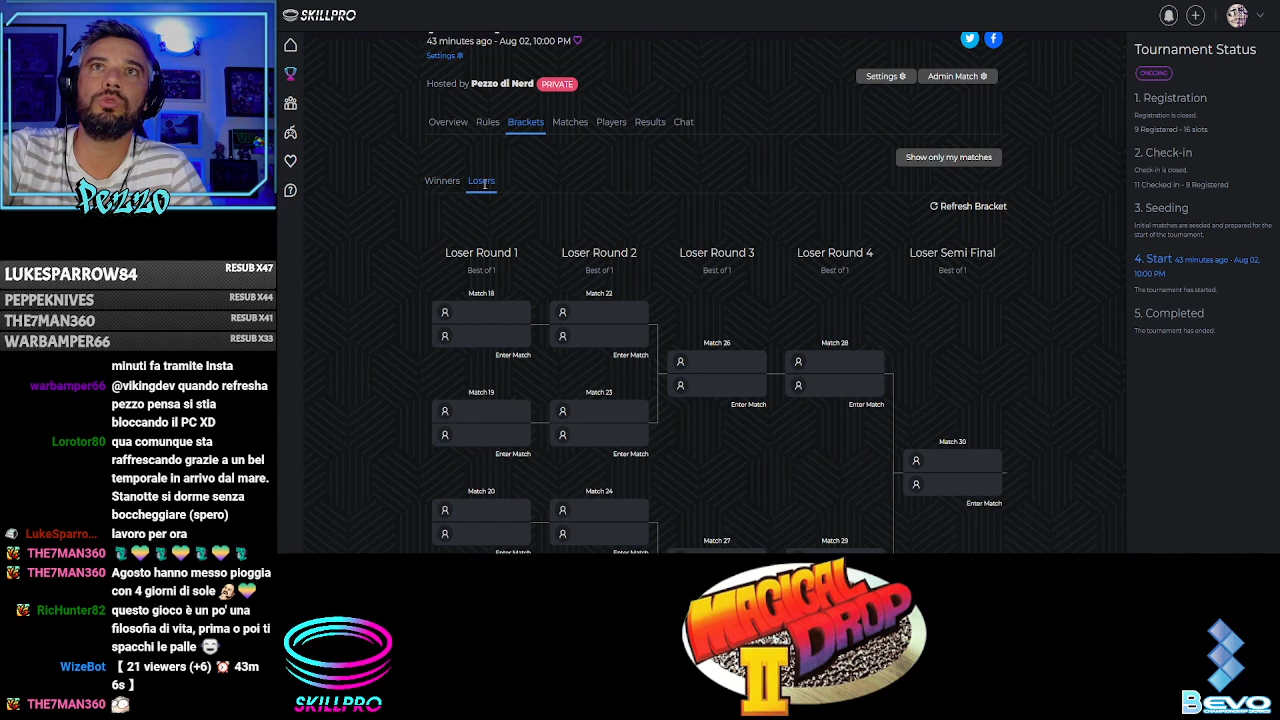 SKILLPRO
43 minutes ago - Aug 02, 10:00 PM
Settings
Hosted by Pezzo di Nerd PRIVATE
Settings
Admin Match
Overview
Rules
Brackets
Matches
Players
Results
Chat
Show only my matches
Winners
Losers
Refresh Bracket
Loser Round 1
Best of 1
Loser Round 2
Best of 1
Loser Round 3
Best of 1
Loser Round 4
Best of 1
Loser Semi Final
Best of 1
Match 18
Enter Match
Match 22
Enter Match
Match 26
Enter Match
Match 28
Enter Match
Match 19
Enter Match
Match 23
Enter Match
Match 30
Enter Match
Match 20
Match 24
Match 27
Match 29
Tournament Status
ONGOING
1. Registration
Registration is closed.
9 Registered - 16 slots
2. Check-in
Check-in is closed.
11 Checked in - 9 Registered
3. Seeding
Initial matches are seeded and prepared for the
start of the tournament.
4. Start 43 minutes ago - Aug 02,
10:00 PM
The tournament has started.
5. Completed
The tournament has ended.
Pezzo
LUKESPARROW84 RESUB X47
PEPPEKNIVES RESUB X44
THE7MAN360 RESUB X41
WARBAMPER66 RESUB X33
minuti fa tramite Insta
warbamper66 @vikingdev quando refresha
pezzo pensa si stia
bloccando il PC XD
Lorotor80 qua comunque sta
raffrescando grazie a un bel
temporale in arrivo dal mare.
Stanotte si dorme senza
boccheggiare (spero)
LukeSparro... lavoro per ora
THE7MAN360
THE7MAN360 Agosto hanno messo pioggia
con 4 giorni di sole
RicHunter82 questo gioco è un po' una
filosofia di vita, prima o poi ti
spacchi le palle
WizeBot 【 21 viewers (+6) ⏰ 43m
6s 】
THE7MAN360
SKILLPRO
MAGICAL
DROP
II
BEVO
CHAMPIONSHIP SERIES